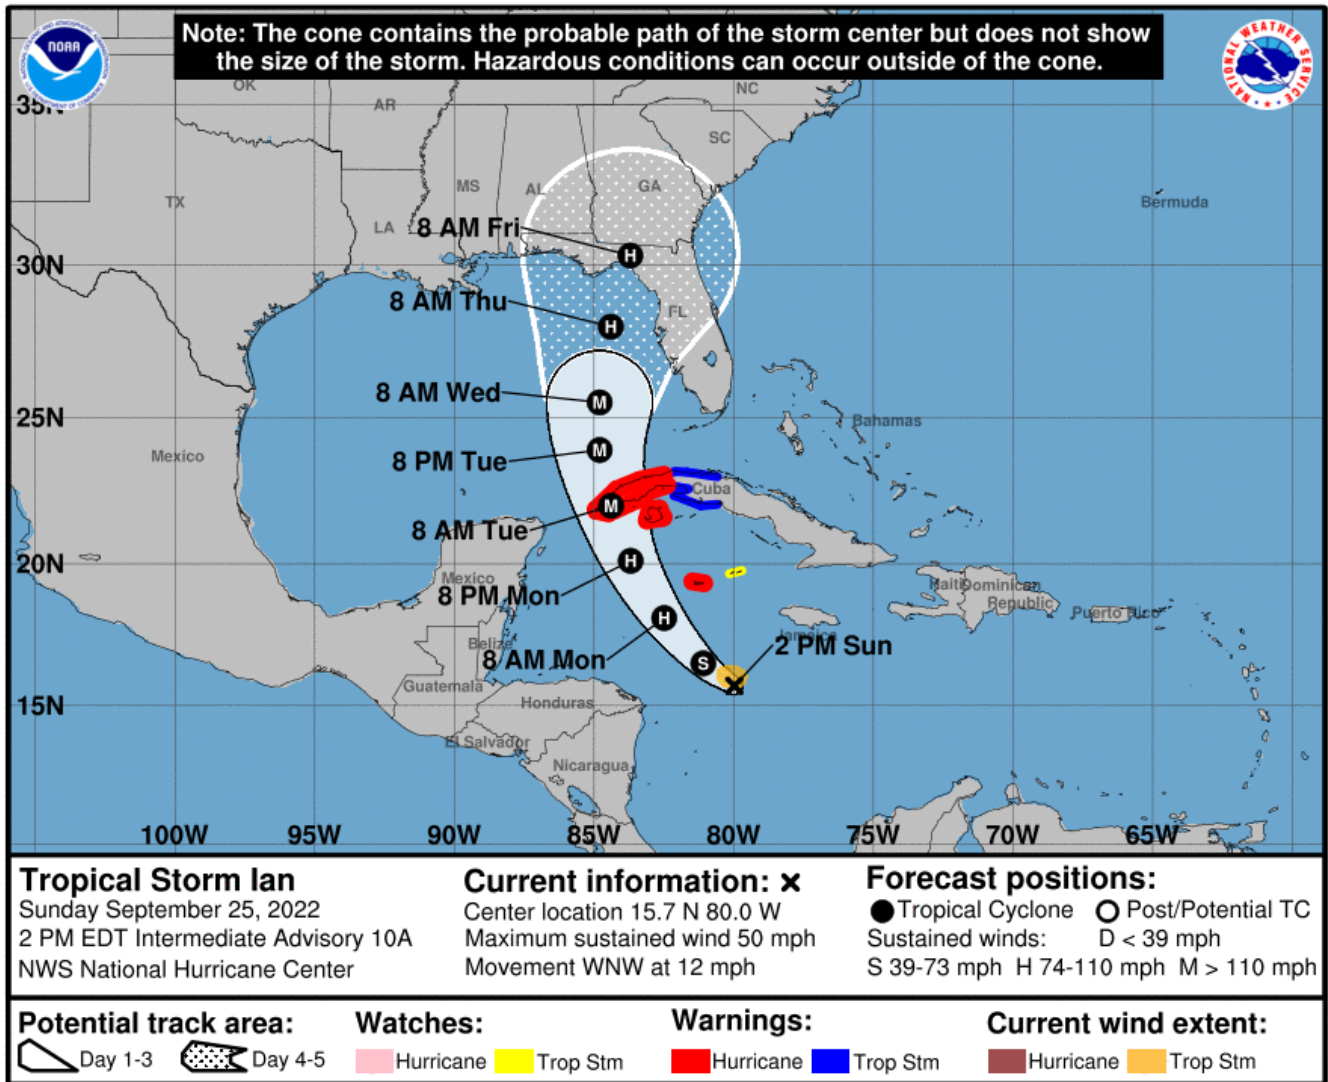 Note: The cone contains the probable path of the storm center but does not show
the size of the storm. Hazardous conditions can occur outside of the cone.
NOAA
NATIONAL WEATHER SERVICE
OK
AR
NC
35N
SC
MS
AL
GA
TX
Bermuda
LA
8 AM Fri
H
30N
8 AM Thu
H
FL
8 AM Wed
M
25N
Bahamas
Mexico
8 PM Tue
M
Cuba
8 AM Tue
M
20N
H
Mexico
8 PM Mon
Haiti
Dominican
Republic
Puerto Rico
H
Jamaica
Belize
8 AM Mon
S
2 PM Sun
Guatemala
15N
Honduras
El Salvador
Nicaragua
100W 95W 90W 85W 80W 75W 70W 65W
Tropical Storm Ian
Sunday September 25, 2022
2 PM EDT Intermediate Advisory 10A
NWS National Hurricane Center
Current information: x
Center location 15.7 N 80.0 W
Maximum sustained wind 50 mph
Movement WNW at 12 mph
Forecast positions:
Tropical Cyclone Post/Potential TC
Sustained winds: D < 39 mph
S 39-73 mph H 74-110 mph M > 110 mph
Potential track area:
Day 1-3 Day 4-5
Watches:
Hurricane Trop Stm
Warnings:
Hurricane Trop Stm
Current wind extent:
Hurricane Trop Stm